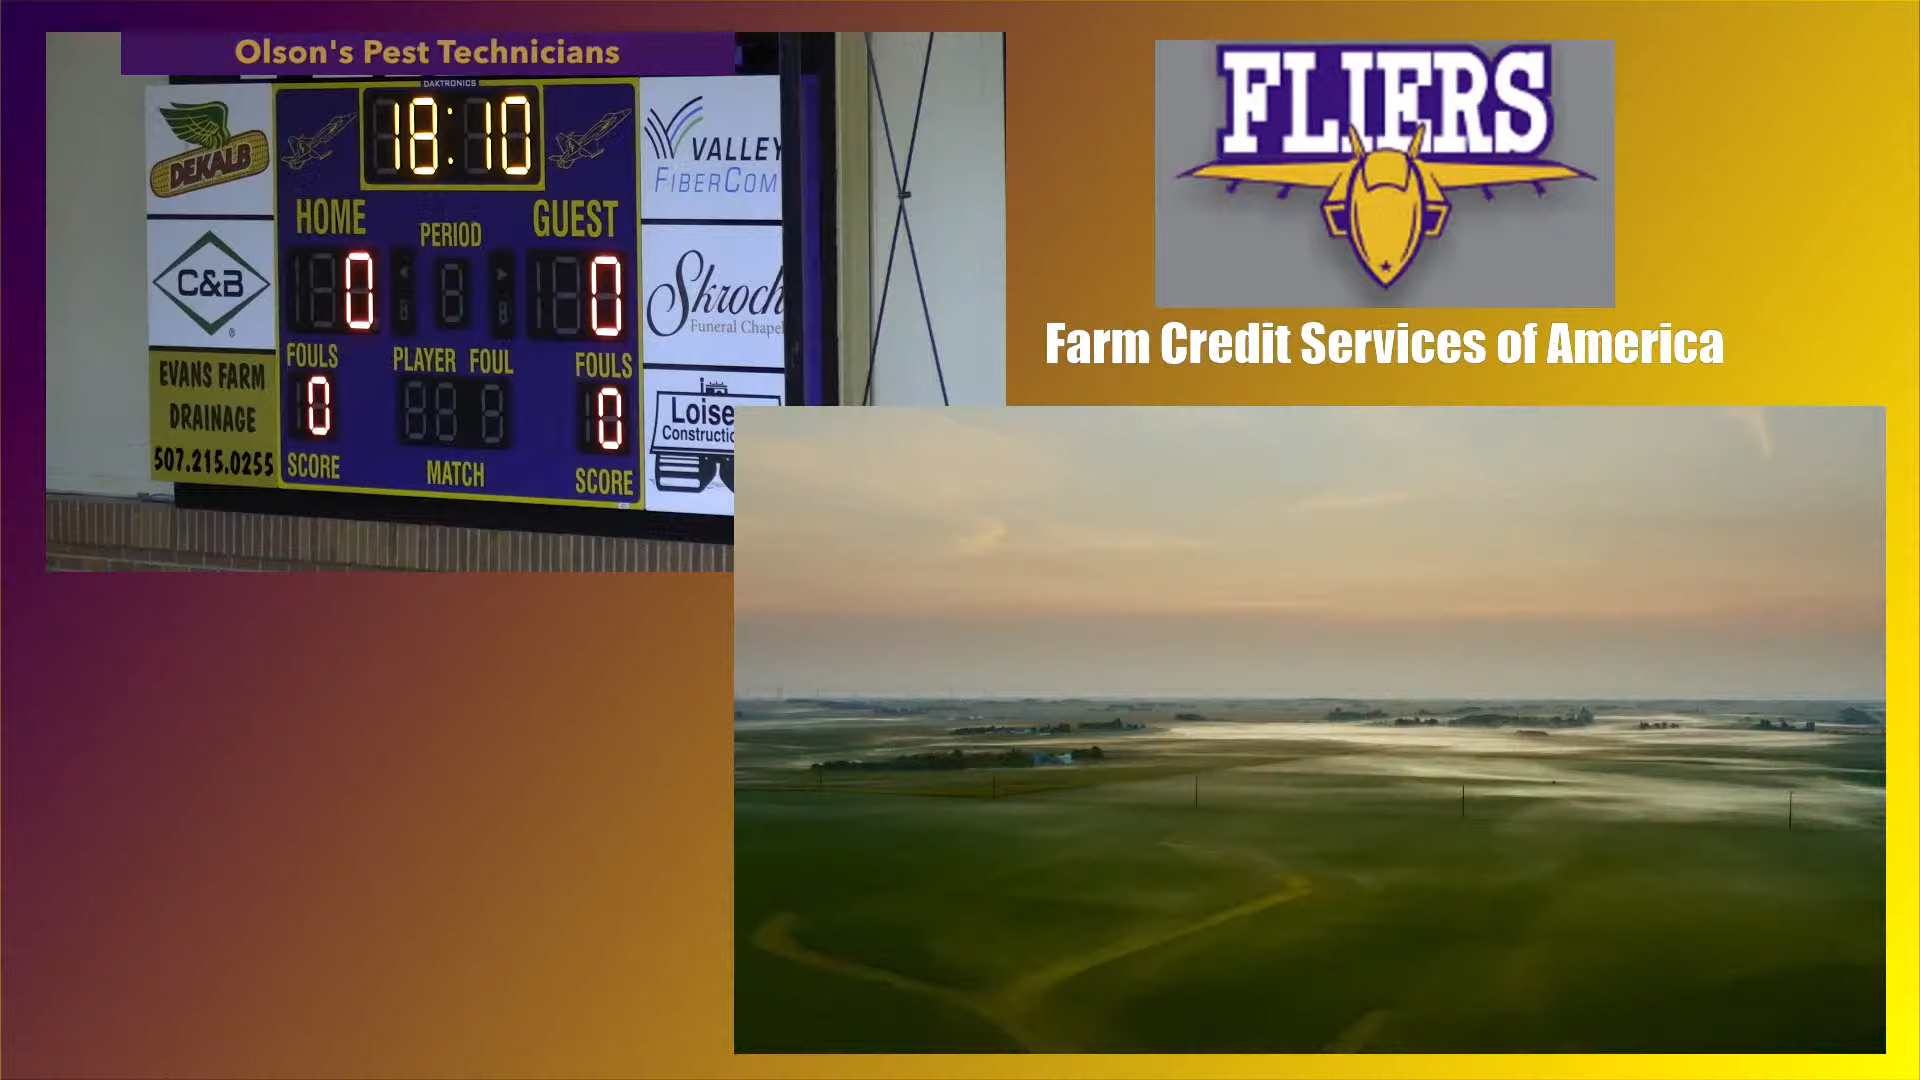 Olson's Pest Technicians
DAKTRONICS
DEKALB
18:10
VALLEY
FIBERCOM
HOME
PERIOD
GUEST
C&B
®
0
0
Skroch
Funeral Chape
FOULS
PLAYER FOUL
FOULS
EVANS FARM
DRAINAGE
507.215.0255
0
0
Loise
Constructio
SCORE
MATCH
SCORE
FLIERS
Farm Credit Services of America